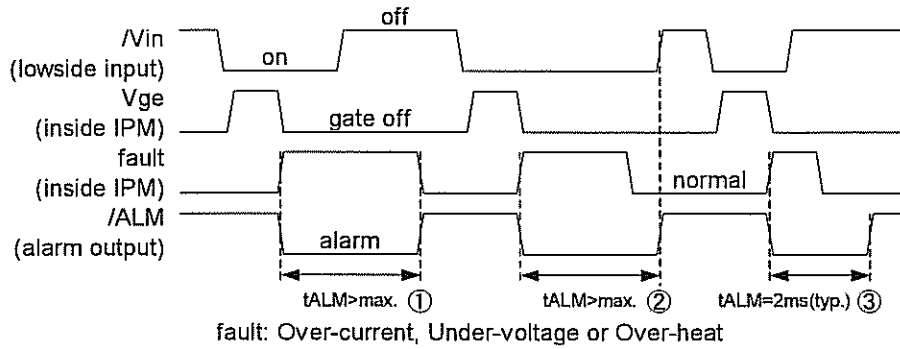 off
/Vin
on
(lowside input)
Vge
(inside IPM)
gate off
fault
(inside IPM)
normal
/ALM
(alarm output)
alarm
tALM>max. ①
tALM>max. ②
tALM=2ms(typ.) ③
fault: Over-current, Under-voltage or Over-heat